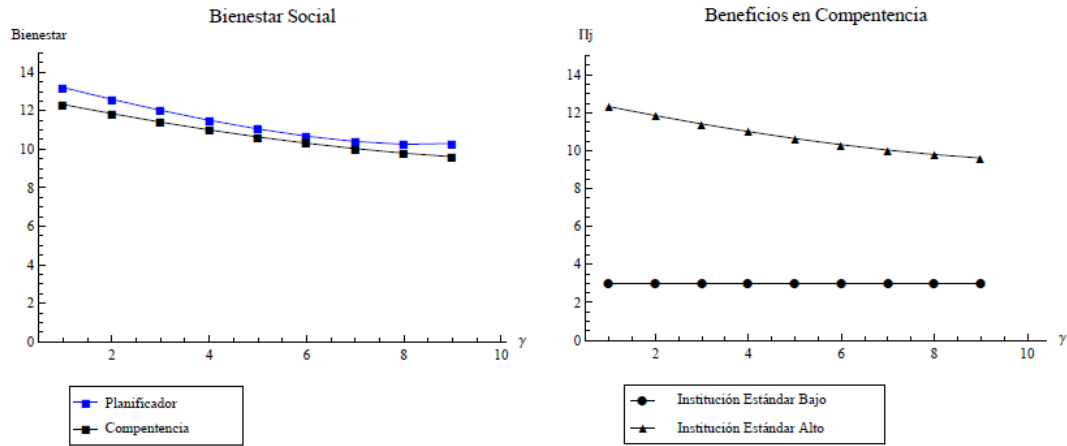 Bienestar Social
Bienestar
14
12
10
8
6
4
2
0
2 4 6 8 10
γ
Planificador
Compentencia
Beneficios en Compentencia
Πj
14
12
10
8
6
4
2
0
2 4 6 8 10
γ
Institución Estándar Bajo
Institución Estándar Alto